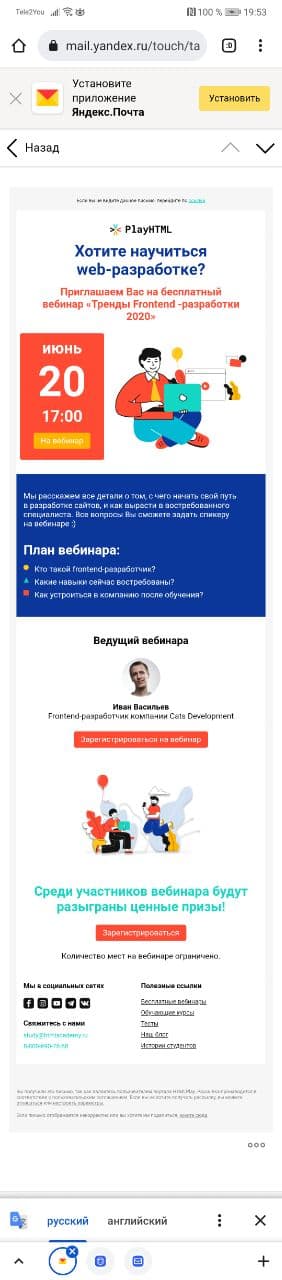 Tele2You
100 %
19:53
mail.yandex.ru/touch/ta
:D
Установите
приложение
Яндекс.Почта
Установить
Назад
Если вы не видите данное письмо, перейдите по ссылке
PlayHTML
Хотите научиться
web-разработке?
Приглашаем Вас на бесплатный
вебинар «Тренды Frontend -разработки
2020»
ИЮНЬ
20
17:00
На вебинар
Мы расскажем все детали о том, с чего начать свой путь
в разработке сайтов, и как вырасти в востребованного
специалиста. Все вопросы Вы сможете задать спикеру
на вебинаре :)
План вебинара:
Кто такой frontend-разработчик?
Какие навыки сейчас востребованы?
Как устроиться в компанию после обучения?
Ведущий вебинара
Иван Васильев
Frontend-разработчик компании Cats Development
Зарегистрироваться на вебинар
Среди участников вебинара будут
разыграны ценные призы!
Зарегистрироваться
Количество мест на вебинаре ограничено.
Мы в социальных сетях
Полезные ссылки
Бесплатные вебинары
Обучающие курсы
Свяжитесь с нами
Тесты
study@htmlacademy.ru
Наш блог
Истории студентов
русский
английский